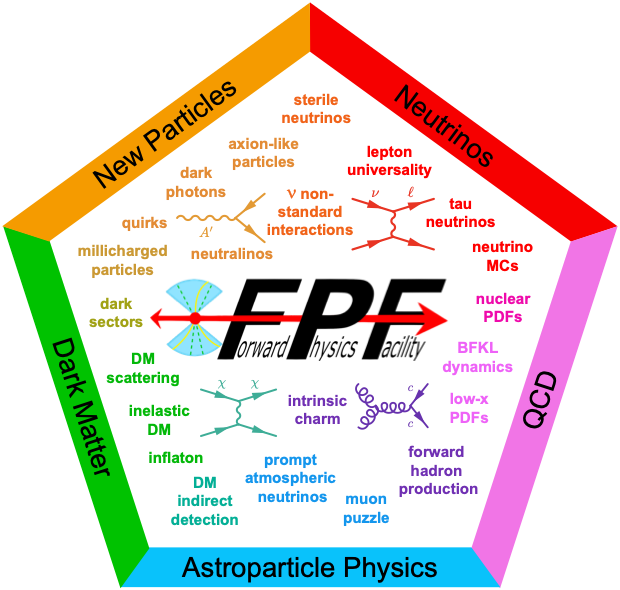 New Particles
Neutrinos
sterile
neutrinos
axion-like
particles
lepton
universality
dark
photons
ν non-
standard
interactions
ν
ℓ
tau
neutrinos
quirks
A′
neutralinos
millicharged
particles
neutrino
MCs
dark
sectors
Forward Physics Facility
nuclear
PDFs
BFKL
dynamics
DM
scattering
χ
χ
inelastic
DM
intrinsic
charm
c
c
low-x
PDFs
inflaton
DM
indirect
detection
prompt
atmospheric
neutrinos
muon
puzzle
forward
hadron
production
Dark Matter
QCD
Astroparticle Physics